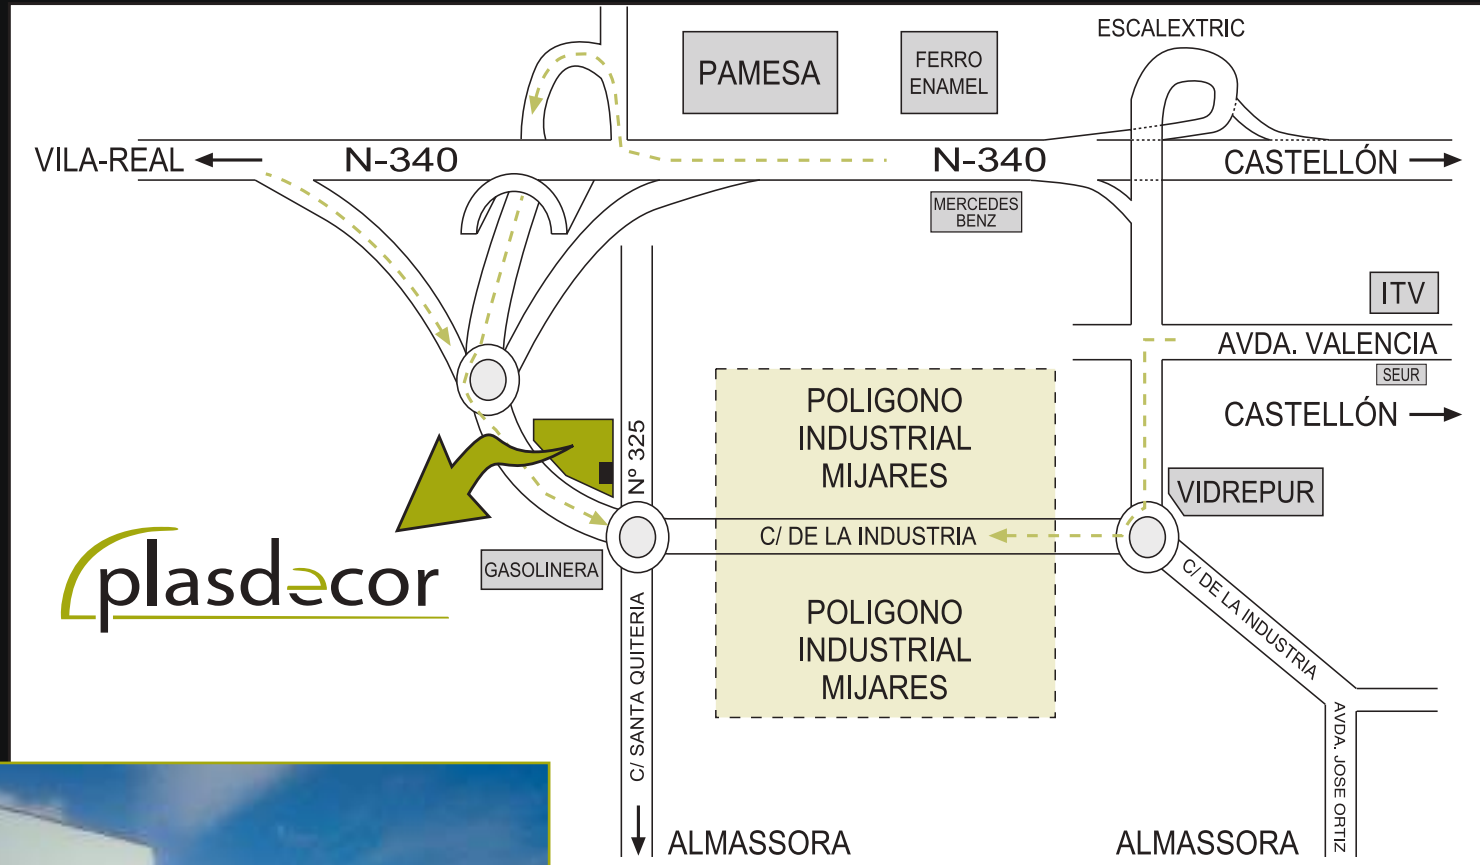 ESCALEXTRIC
PAMESA
FERRO
ENAMEL
VILA-REAL
N-340
N-340
CASTELLÓN
MERCEDES
BENZ
ITV
AVDA. VALENCIA
SEUR
CASTELLÓN
POLIGONO
INDUSTRIAL
MIJARES
Nº 325
VIDREPUR
C/ DE LA INDUSTRIA
GASOLINERA
plasdecor
C/ DE LA INDUSTRIA
POLIGONO
INDUSTRIAL
MIJARES
C/ SANTA QUITERIA
AVDA. JOSE ORTIZ
ALMASSORA
ALMASSORA